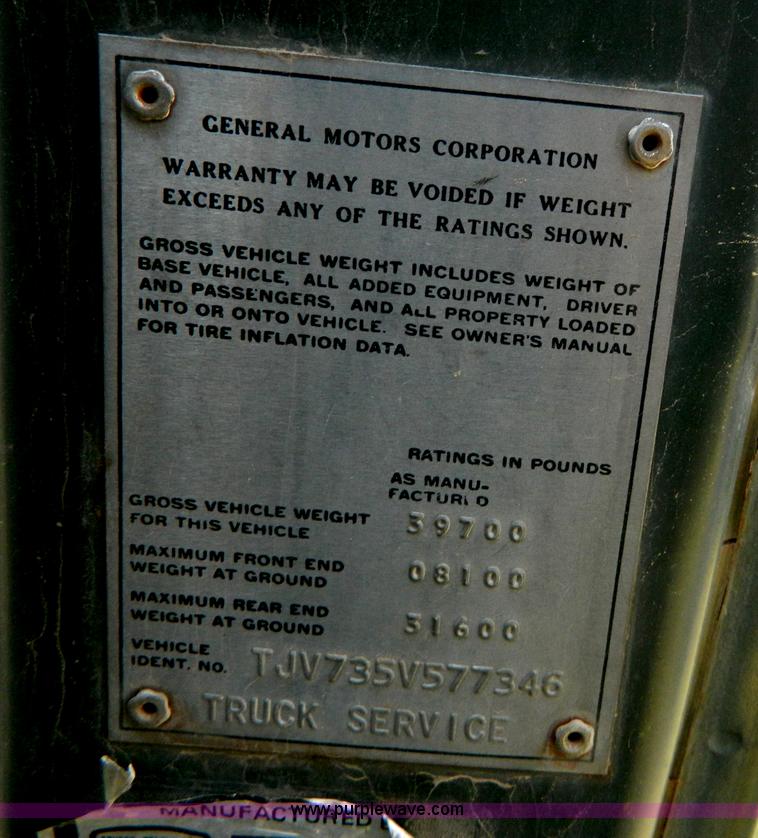 GENERAL MOTORS CORPORATION
WARRANTY MAY BE VOIDED IF WEIGHT
EXCEEDS ANY OF THE RATINGS SHOWN.
GROSS VEHICLE WEIGHT INCLUDES WEIGHT OF
BASE VEHICLE, ALL ADDED EQUIPMENT, DRIVER
AND PASSENGERS, AND ALL PROPERTY LOADED
INTO OR ONTO VEHICLE. SEE OWNER'S MANUAL
FOR TIRE INFLATION DATA.
RATINGS IN POUNDS
AS MANU-
FACTURED
GROSS VEHICLE WEIGHT
FOR THIS VEHICLE 39700
MAXIMUM FRONT END
WEIGHT AT GROUND 08100
MAXIMUM REAR END
WEIGHT AT GROUND 31600
VEHICLE
IDENT. NO. TJV735V577346
TRUCK SERVICE
MANUFACTURED
www.purplewave.com